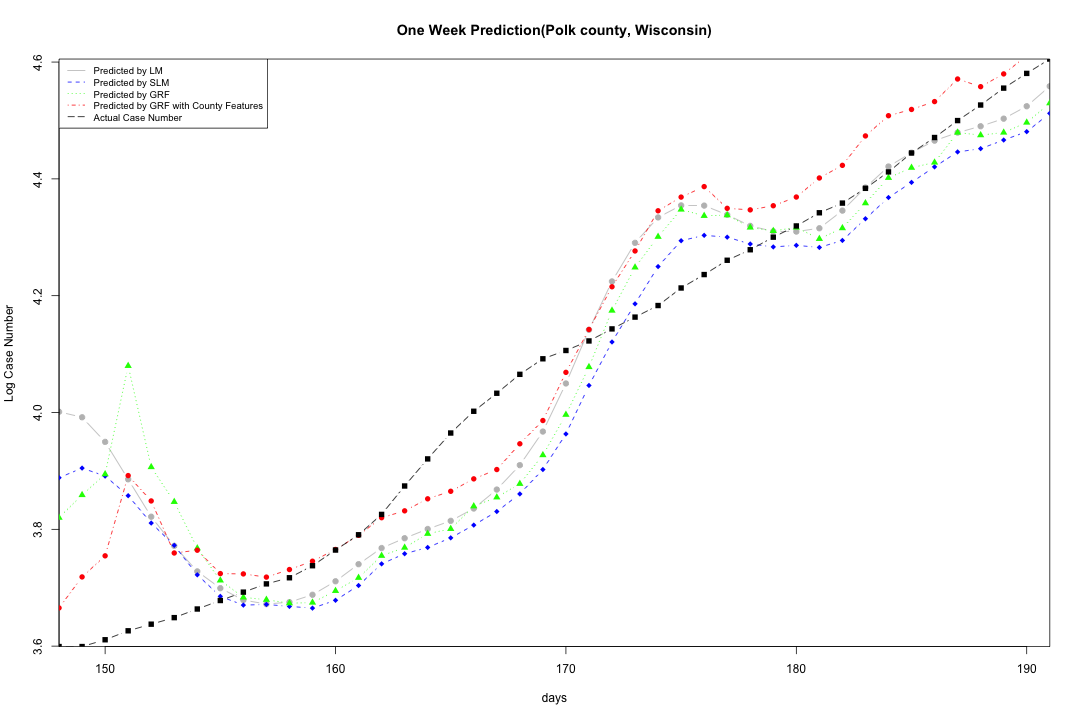 One Week Prediction(Polk county, Wisconsin)
Predicted by LM
Predicted by SLM
Predicted by GRF
Predicted by GRF with County Features
Actual Case Number
4.6
4.4
4.2
4.0
3.8
3.6
Log Case Number
150 160 170 180 190
days